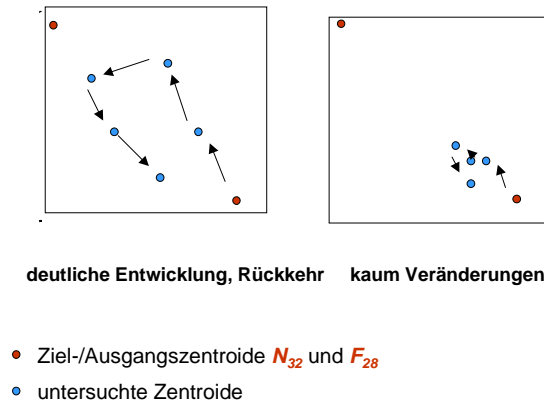 deutliche Entwicklung, Rückkehr kaum Veränderungen
Ziel-/Ausgangszentroide N32 und F28
untersuchte Zentroide